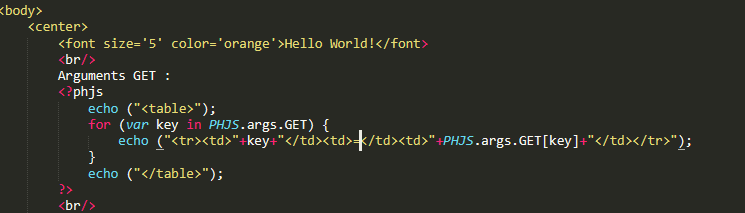 <body>
<center>
<font size='5' color='orange'>Hello World!</font>
<br/>
Arguments GET :
<?phjs
echo ("<table>");
for (var key in PHJS.args.GET) {
echo ("<tr><td>"+key+"</td><td>=</td><td>"+PHJS.args.GET[key]+"</td></tr>");
}
echo ("</table>");
?>
<br/>